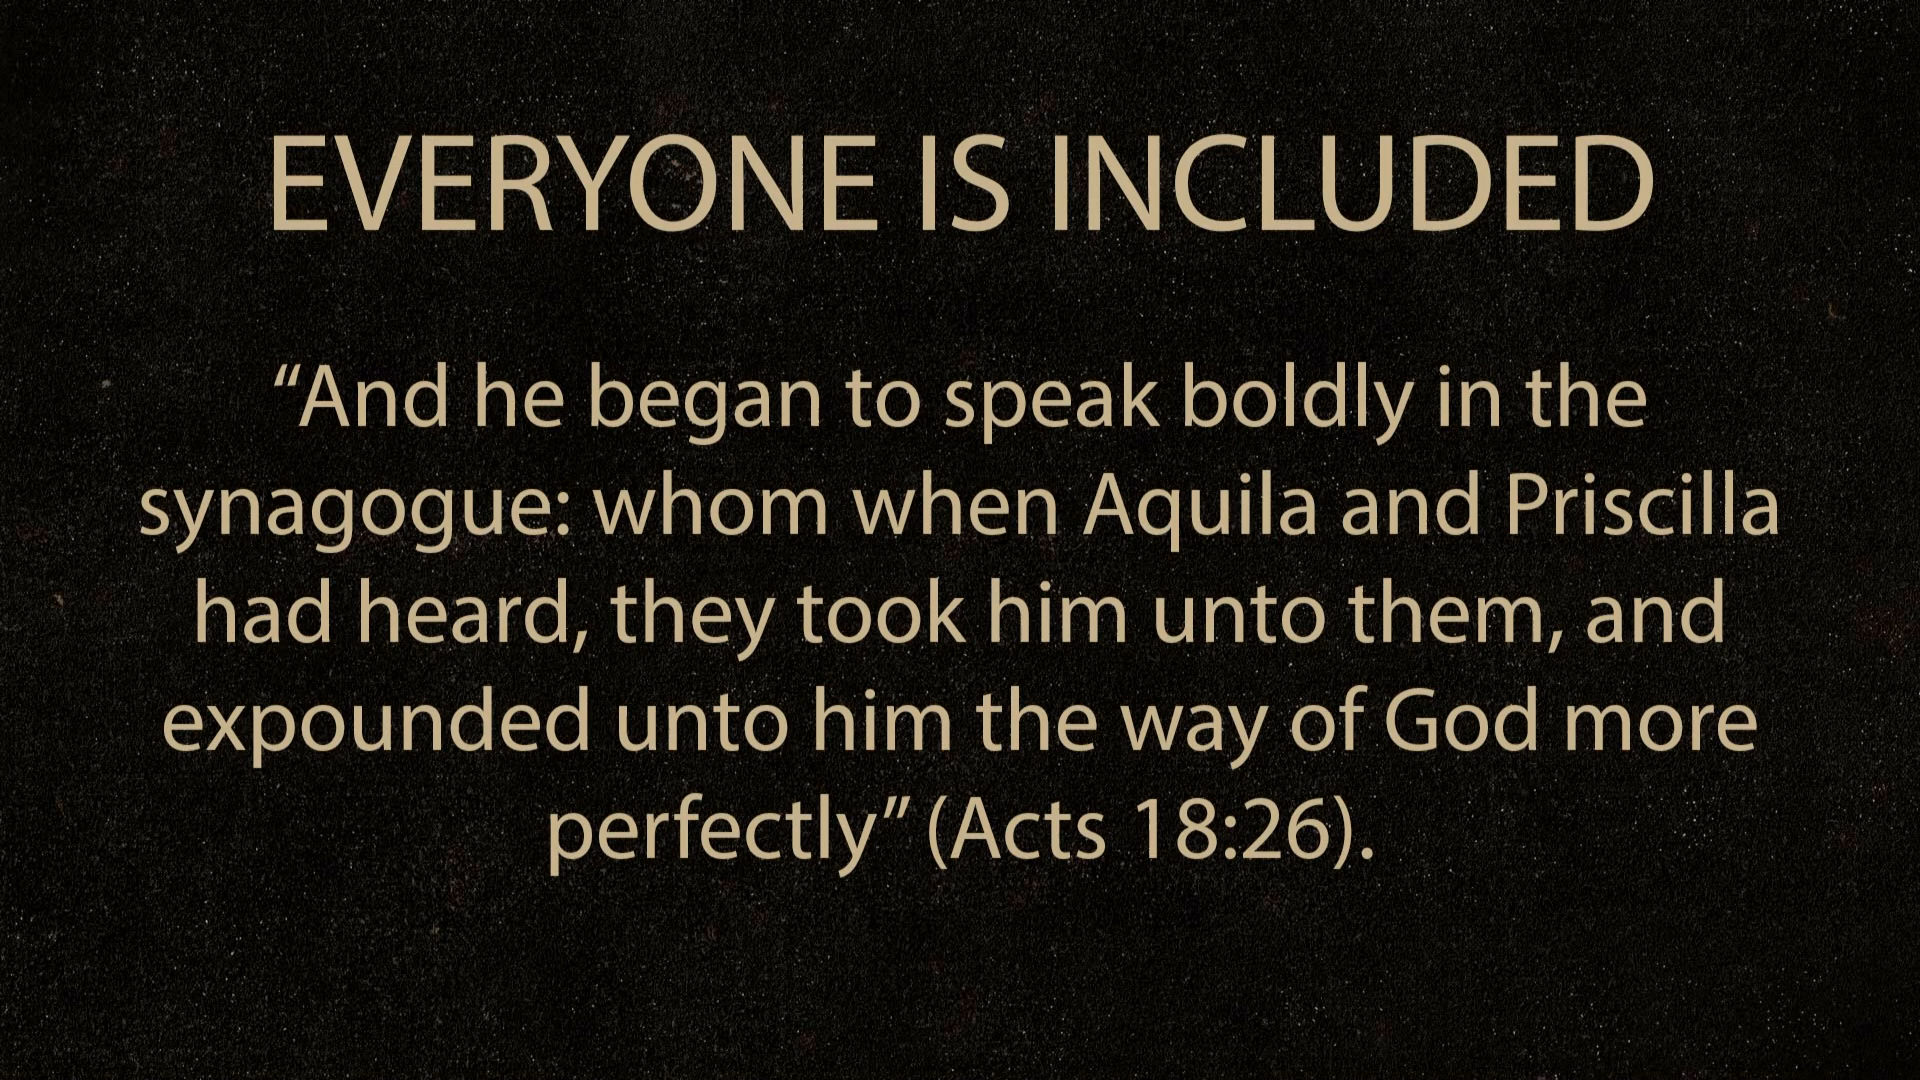 EVERYONE IS INCLUDED
“And he began to speak boldly in the
synagogue: whom when Aquila and Priscilla
had heard, they took him unto them, and
expounded unto him the way of God more
perfectly” (Acts 18:26).